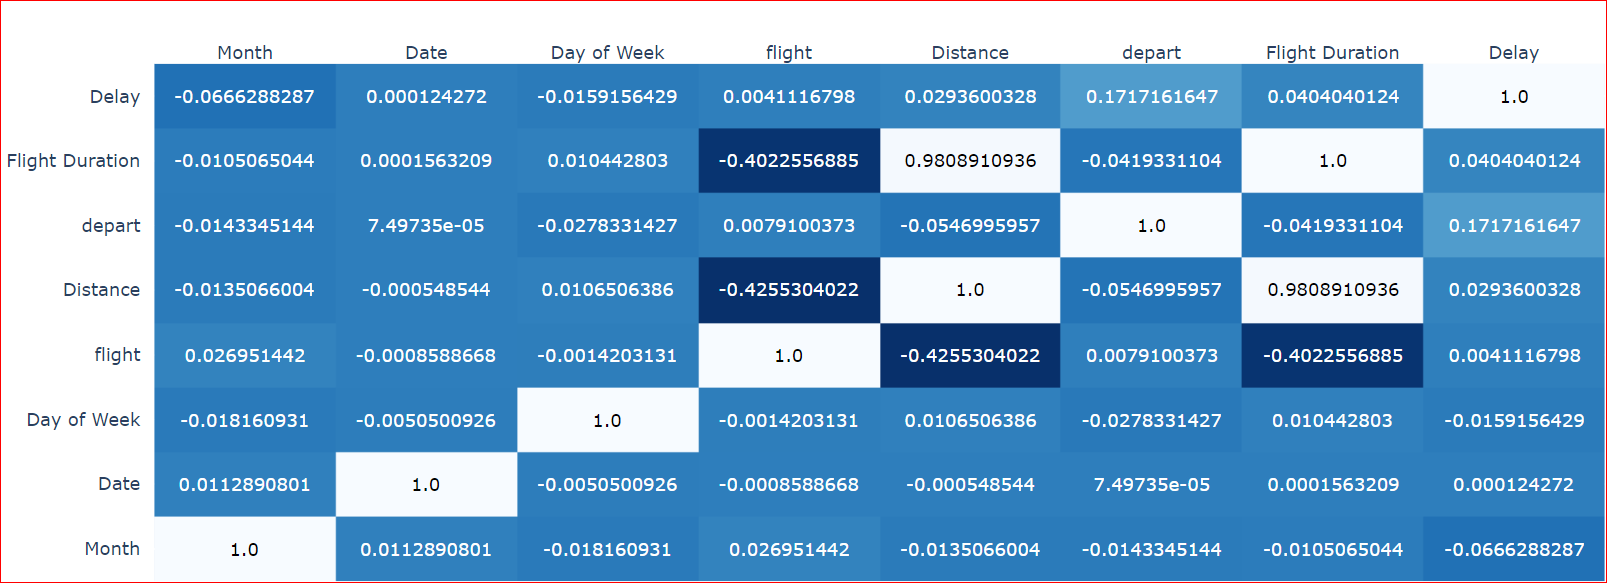 Month Date Day of Week flight Distance depart Flight Duration Delay
Delay -0.0666288287 0.000124272 -0.0159156429 0.0041116798 0.0293600328 0.1717161647 0.0404040124 1.0
Flight Duration -0.0105065044 0.0001563209 0.010442803 -0.4022556885 0.9808910936 -0.0419331104 1.0 0.0404040124
depart -0.0143345144 7.49735e-05 -0.0278331427 0.0079100373 -0.0546995957 1.0 -0.0419331104 0.1717161647
Distance -0.0135066004 -0.000548544 0.0106506386 -0.4255304022 1.0 -0.0546995957 0.9808910936 0.0293600328
flight 0.026951442 -0.0008588668 -0.0014203131 1.0 -0.4255304022 0.0079100373 -0.4022556885 0.0041116798
Day of Week -0.018160931 -0.0050500926 1.0 -0.0014203131 0.0106506386 -0.0278331427 0.010442803 -0.0159156429
Date 0.0112890801 1.0 -0.0050500926 -0.0008588668 -0.000548544 7.49735e-05 0.0001563209 0.000124272
Month 1.0 0.0112890801 -0.018160931 0.026951442 -0.0135066004 -0.0143345144 -0.0105065044 -0.0666288287